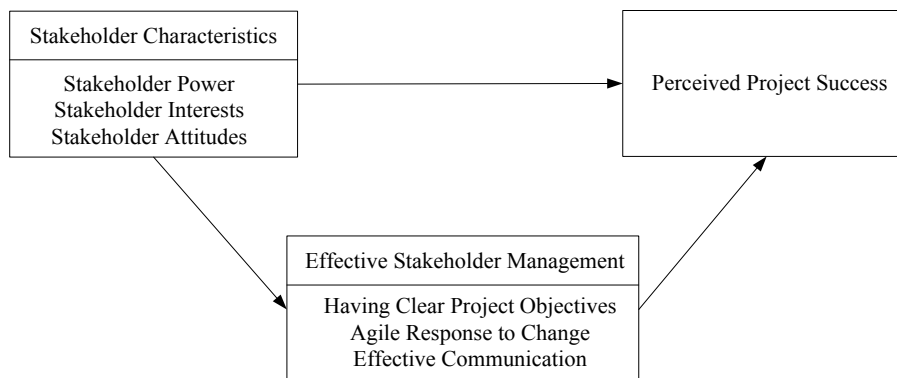 Stakeholder Characteristics
Stakeholder Power
Stakeholder Interests
Stakeholder Attitudes
Perceived Project Success
Effective Stakeholder Management
Having Clear Project Objectives
Agile Response to Change
Effective Communication